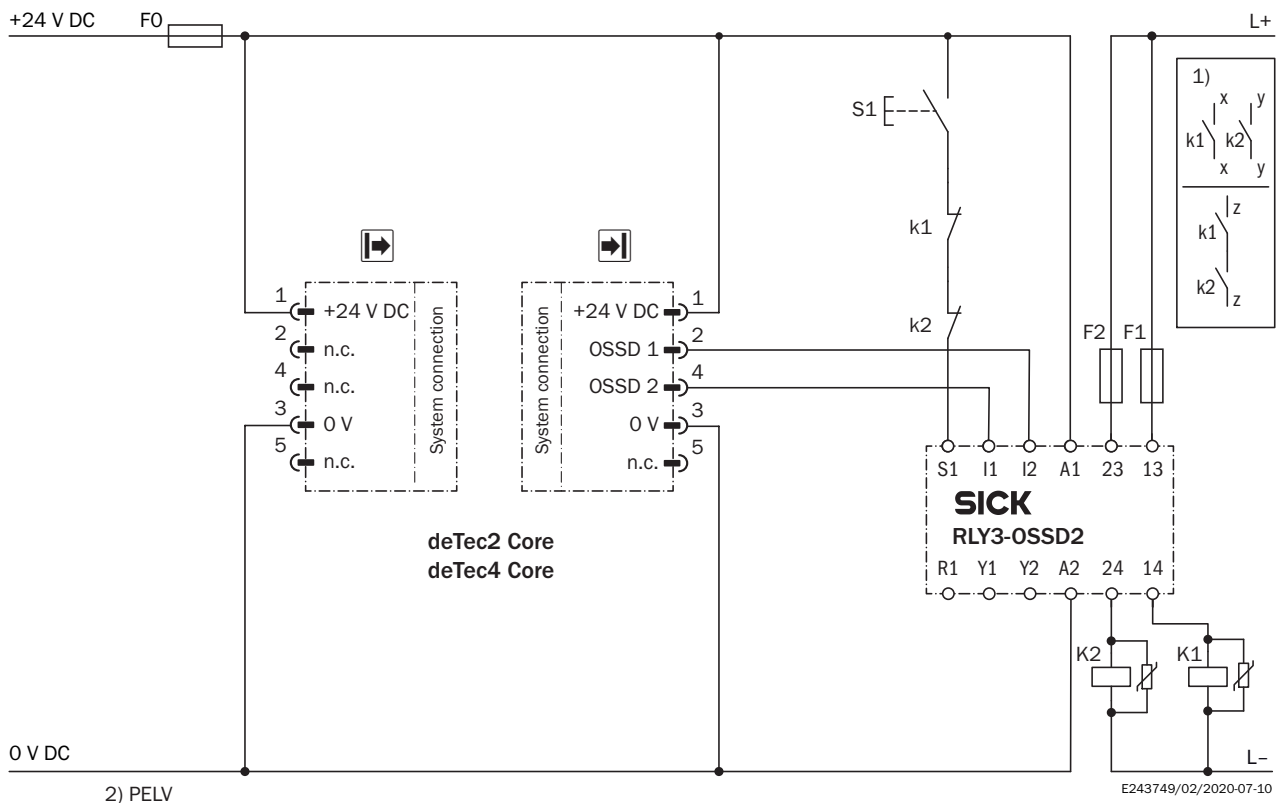 +24 V DC
F0
L+
1)
x
y
k1
k2
x
y
z
k1
k2
z
S1
k1
k2
F2
F1
1
+24 V DC
2
n.c.
4
n.c.
3
0 V
5
n.c.
System connection
System connection
+24 V DC
1
OSSD 1
2
OSSD 2
4
0 V
3
n.c.
5
deTec2 Core
deTec4 Core
S1
I1
I2
A1
23
13
SICK
RLY3-OSSD2
R1
Y1
Y2
A2
24
14
K2
K1
0 V DC
L–
2) PELV
E243749/02/2020-07-10